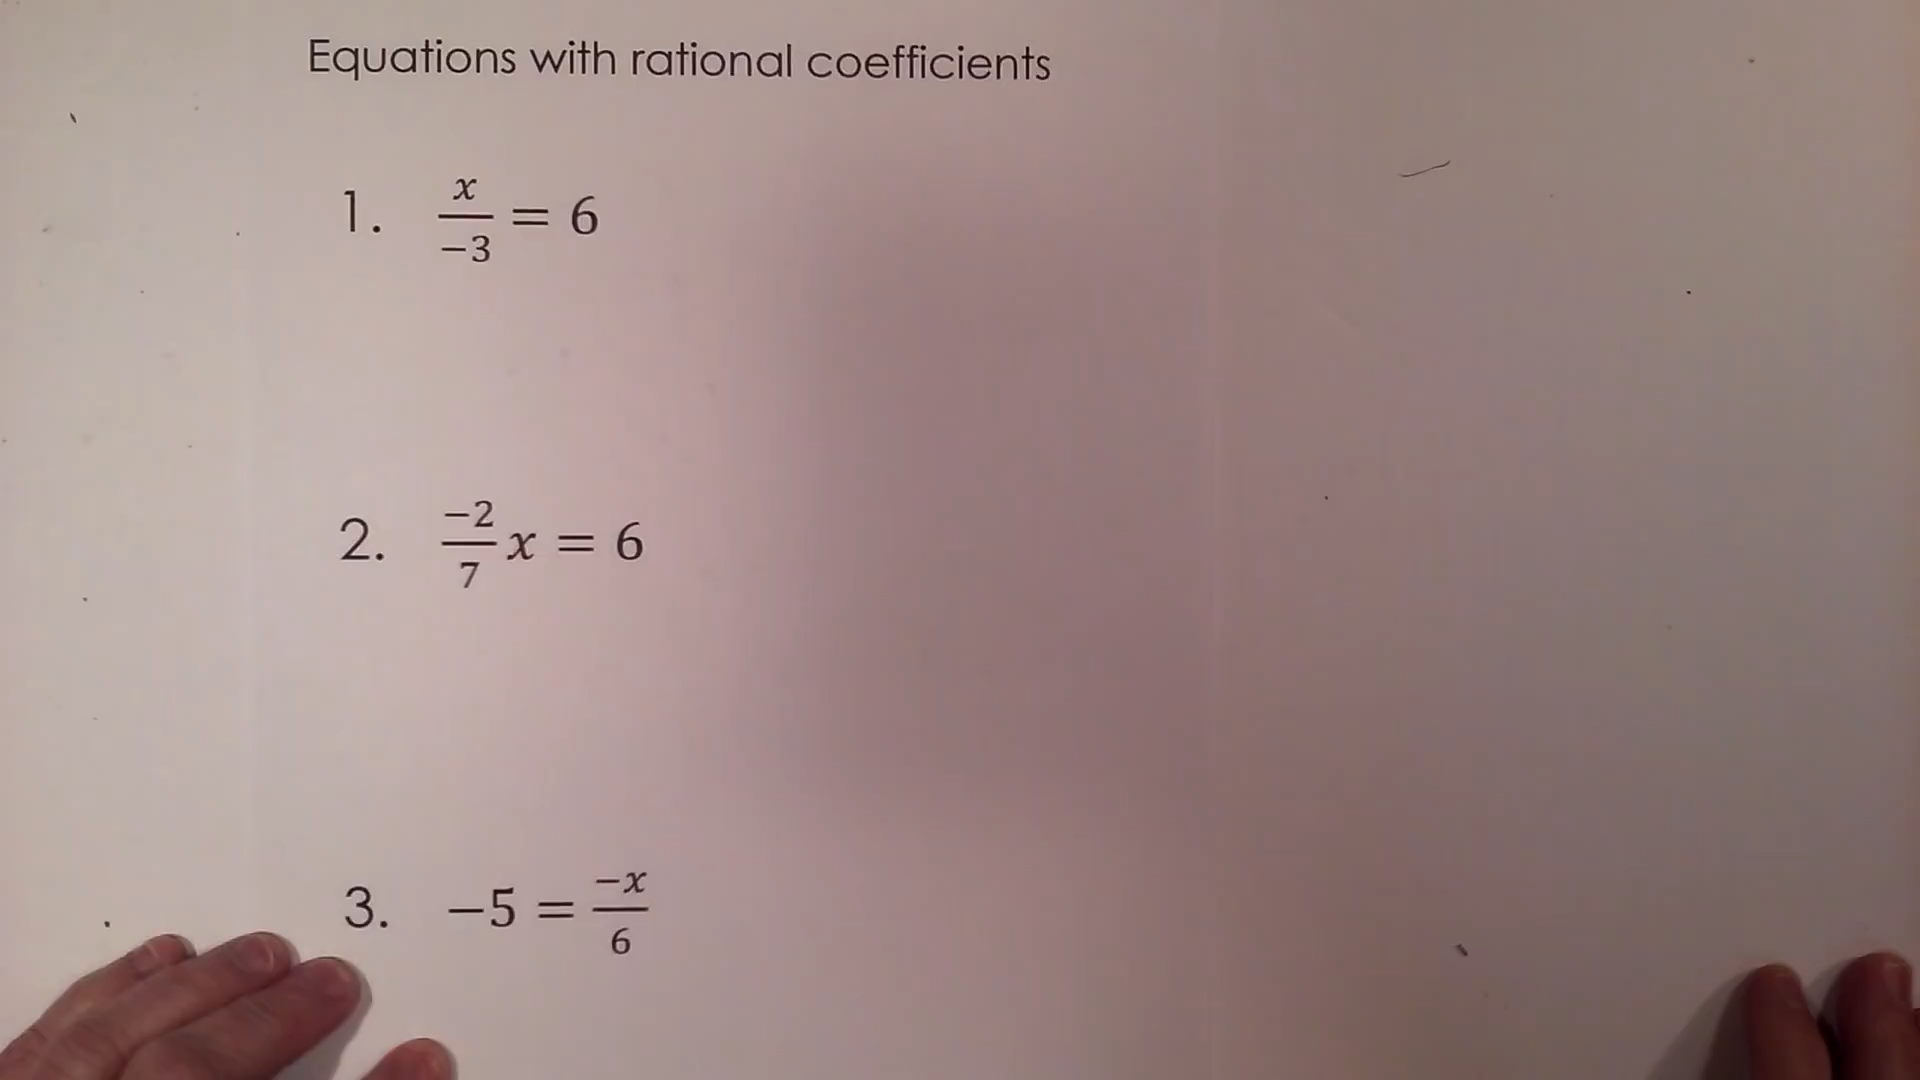 Equations with rational coefficients
1. x/−3 = 6
2. −2/7 x = 6
3. −5 = −x/6